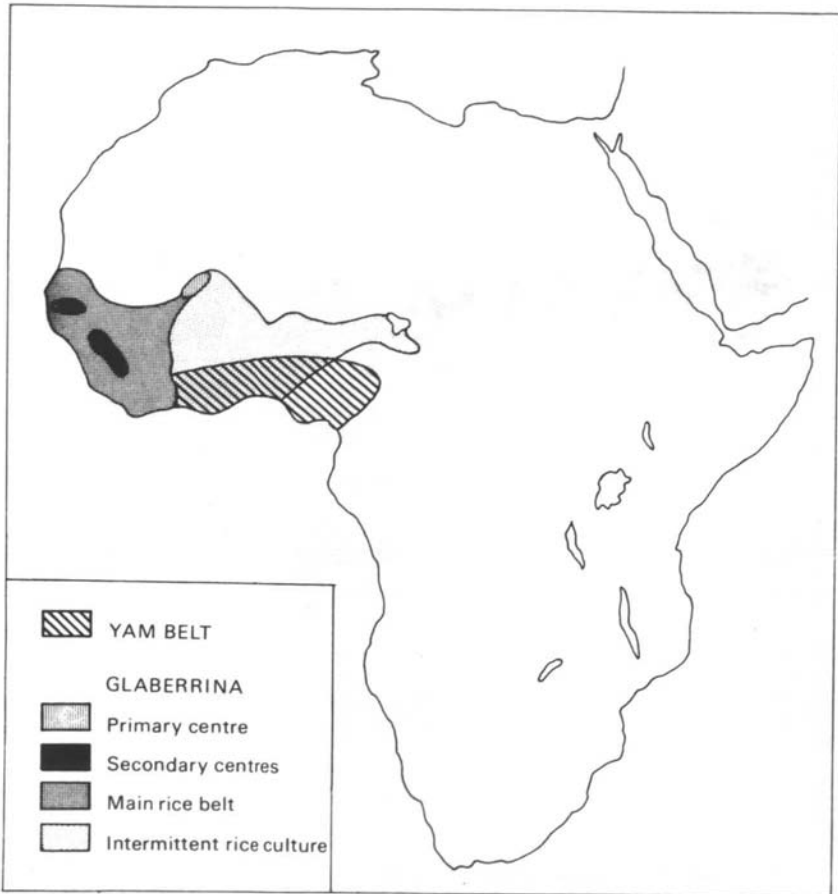 YAM BELT
GLABERRINA
Primary centre
Secondary centres
Main rice belt
Intermittent rice culture